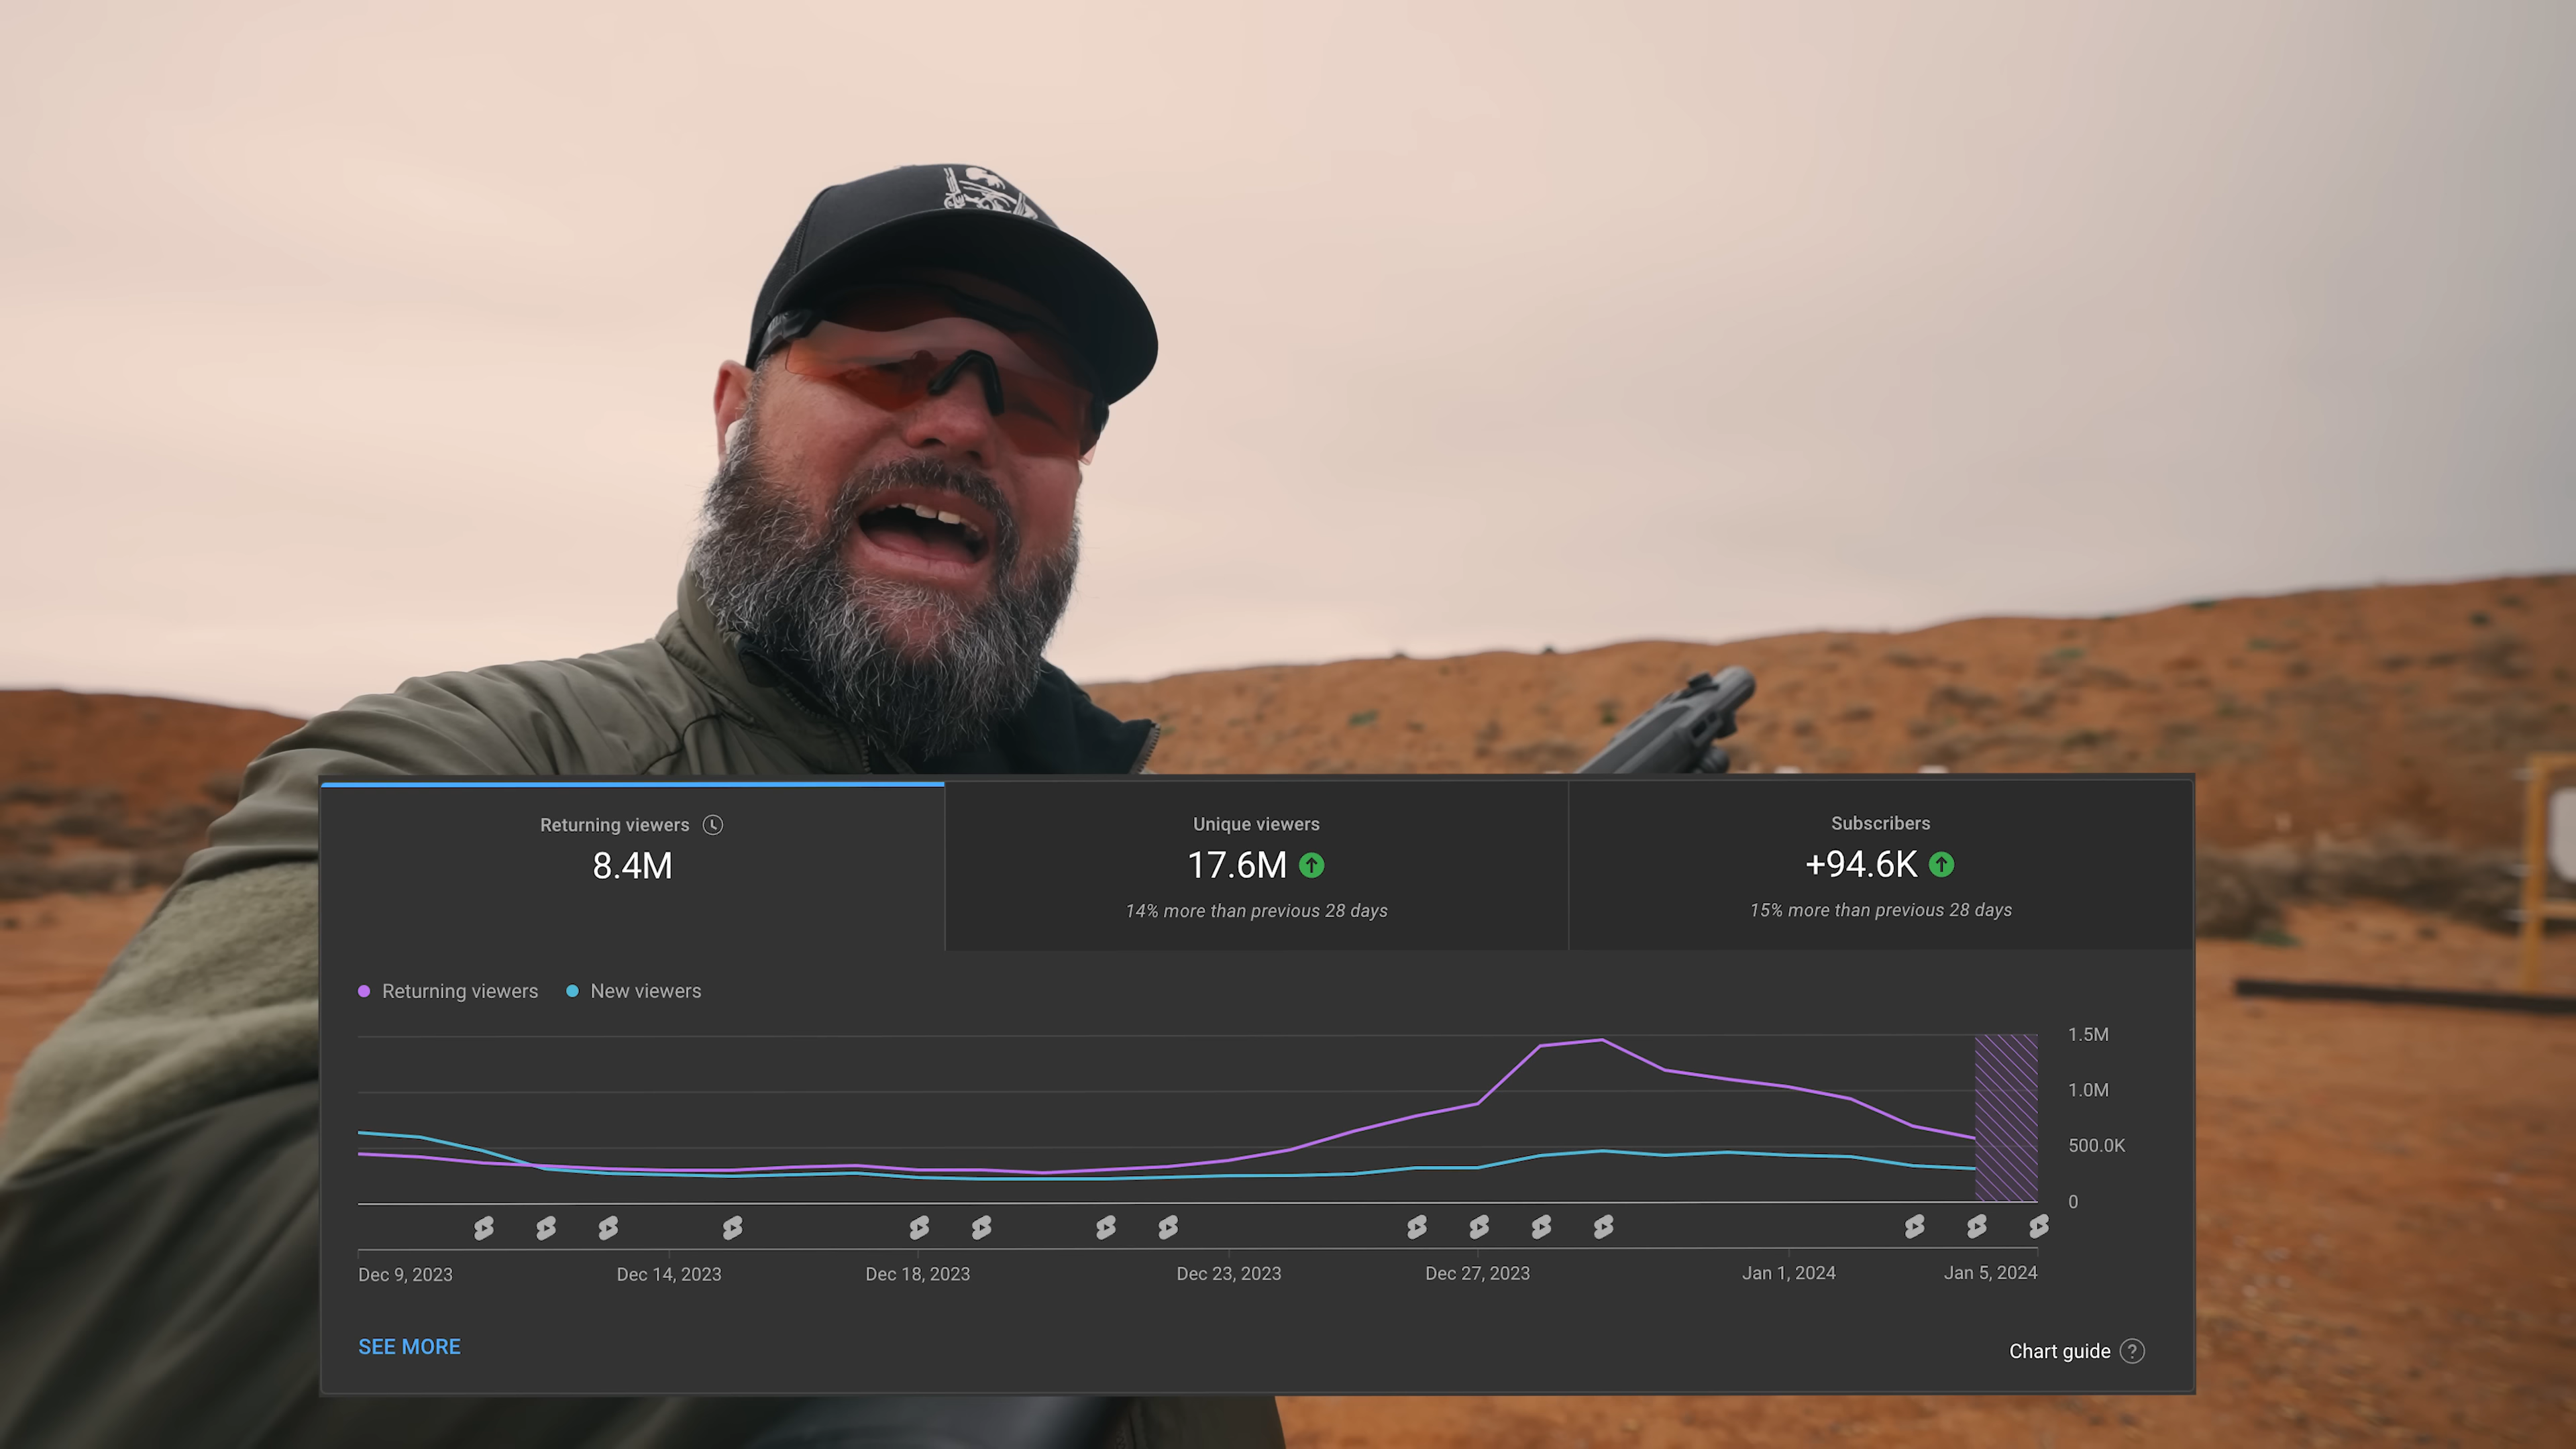 Returning viewers
8.4M
Unique viewers
17.6M
14% more than previous 28 days
Subscribers
+94.6K
15% more than previous 28 days
Returning viewers New viewers
1.5M
1.0M
500.0K
0
Dec 9, 2023 Dec 14, 2023 Dec 18, 2023 Dec 23, 2023 Dec 27, 2023 Jan 1, 2024 Jan 5, 2024
SEE MORE
Chart guide ?